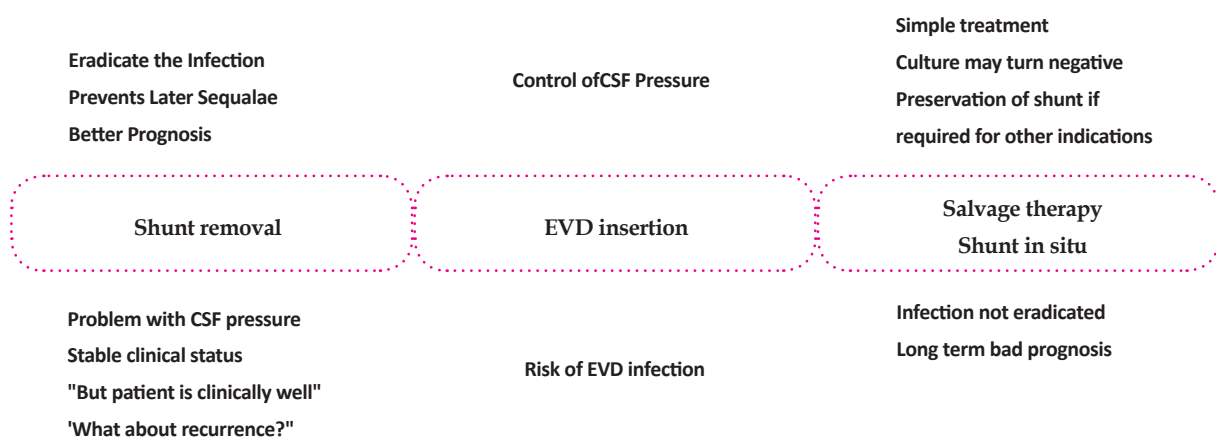 Eradicate the Infection
Prevents Later Sequalae
Better Prognosis
Control ofCSF Pressure
Simple treatment
Culture may turn negative
Preservation of shunt if
required for other indications
Shunt removal
EVD insertion
Salvage therapy
Shunt in situ
Problem with CSF pressure
Stable clinical status
"But patient is clinically well"
'What about recurrence?"
Risk of EVD infection
Infection not eradicated
Long term bad prognosis